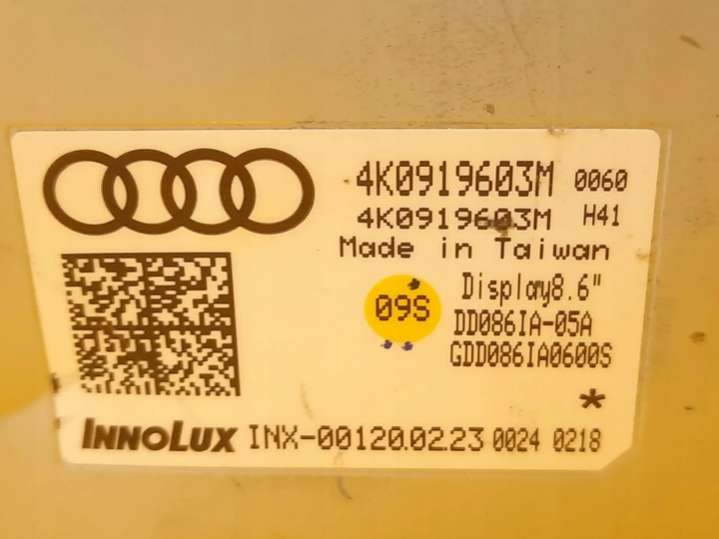 4K0919603M 0060
4K0919603M H41
Made in Taiwan
09S
Display8.6"
DD086IA-05A
GDD086IA0600S
*
INNOLUX INX-00120.02.23 0024 0218